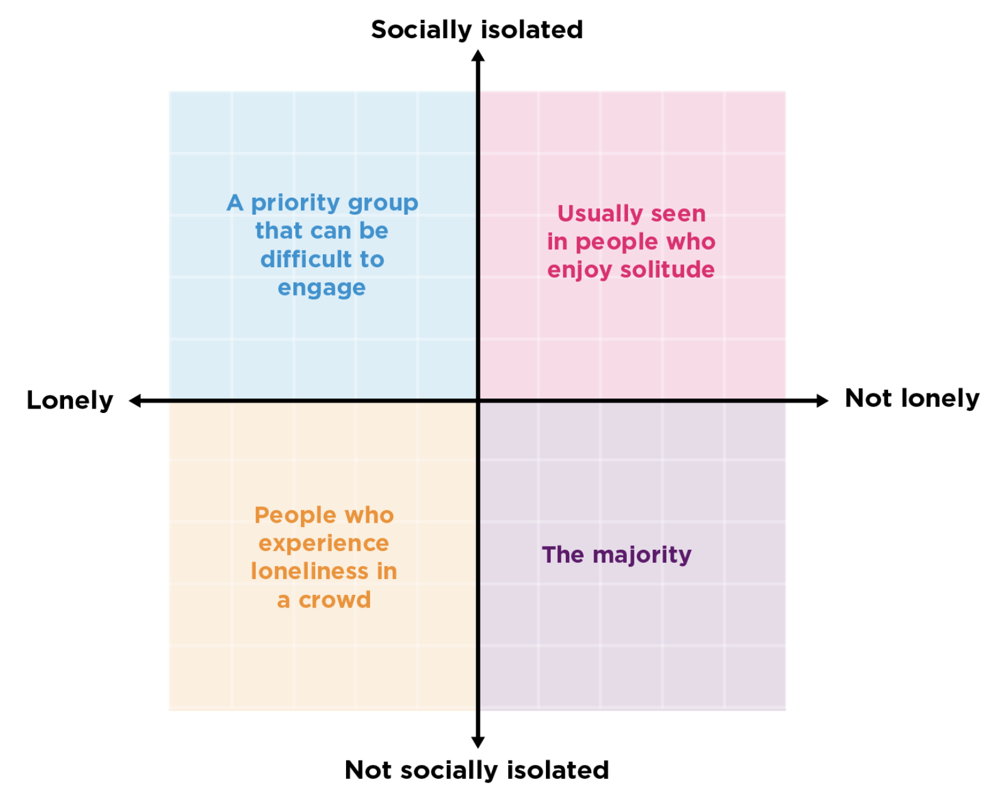 Socially isolated
A priority group
that can be
difficult to
engage
Usually seen
in people who
enjoy solitude
Lonely
Not lonely
People who
experience
loneliness in
a crowd
The majority
Not socially isolated